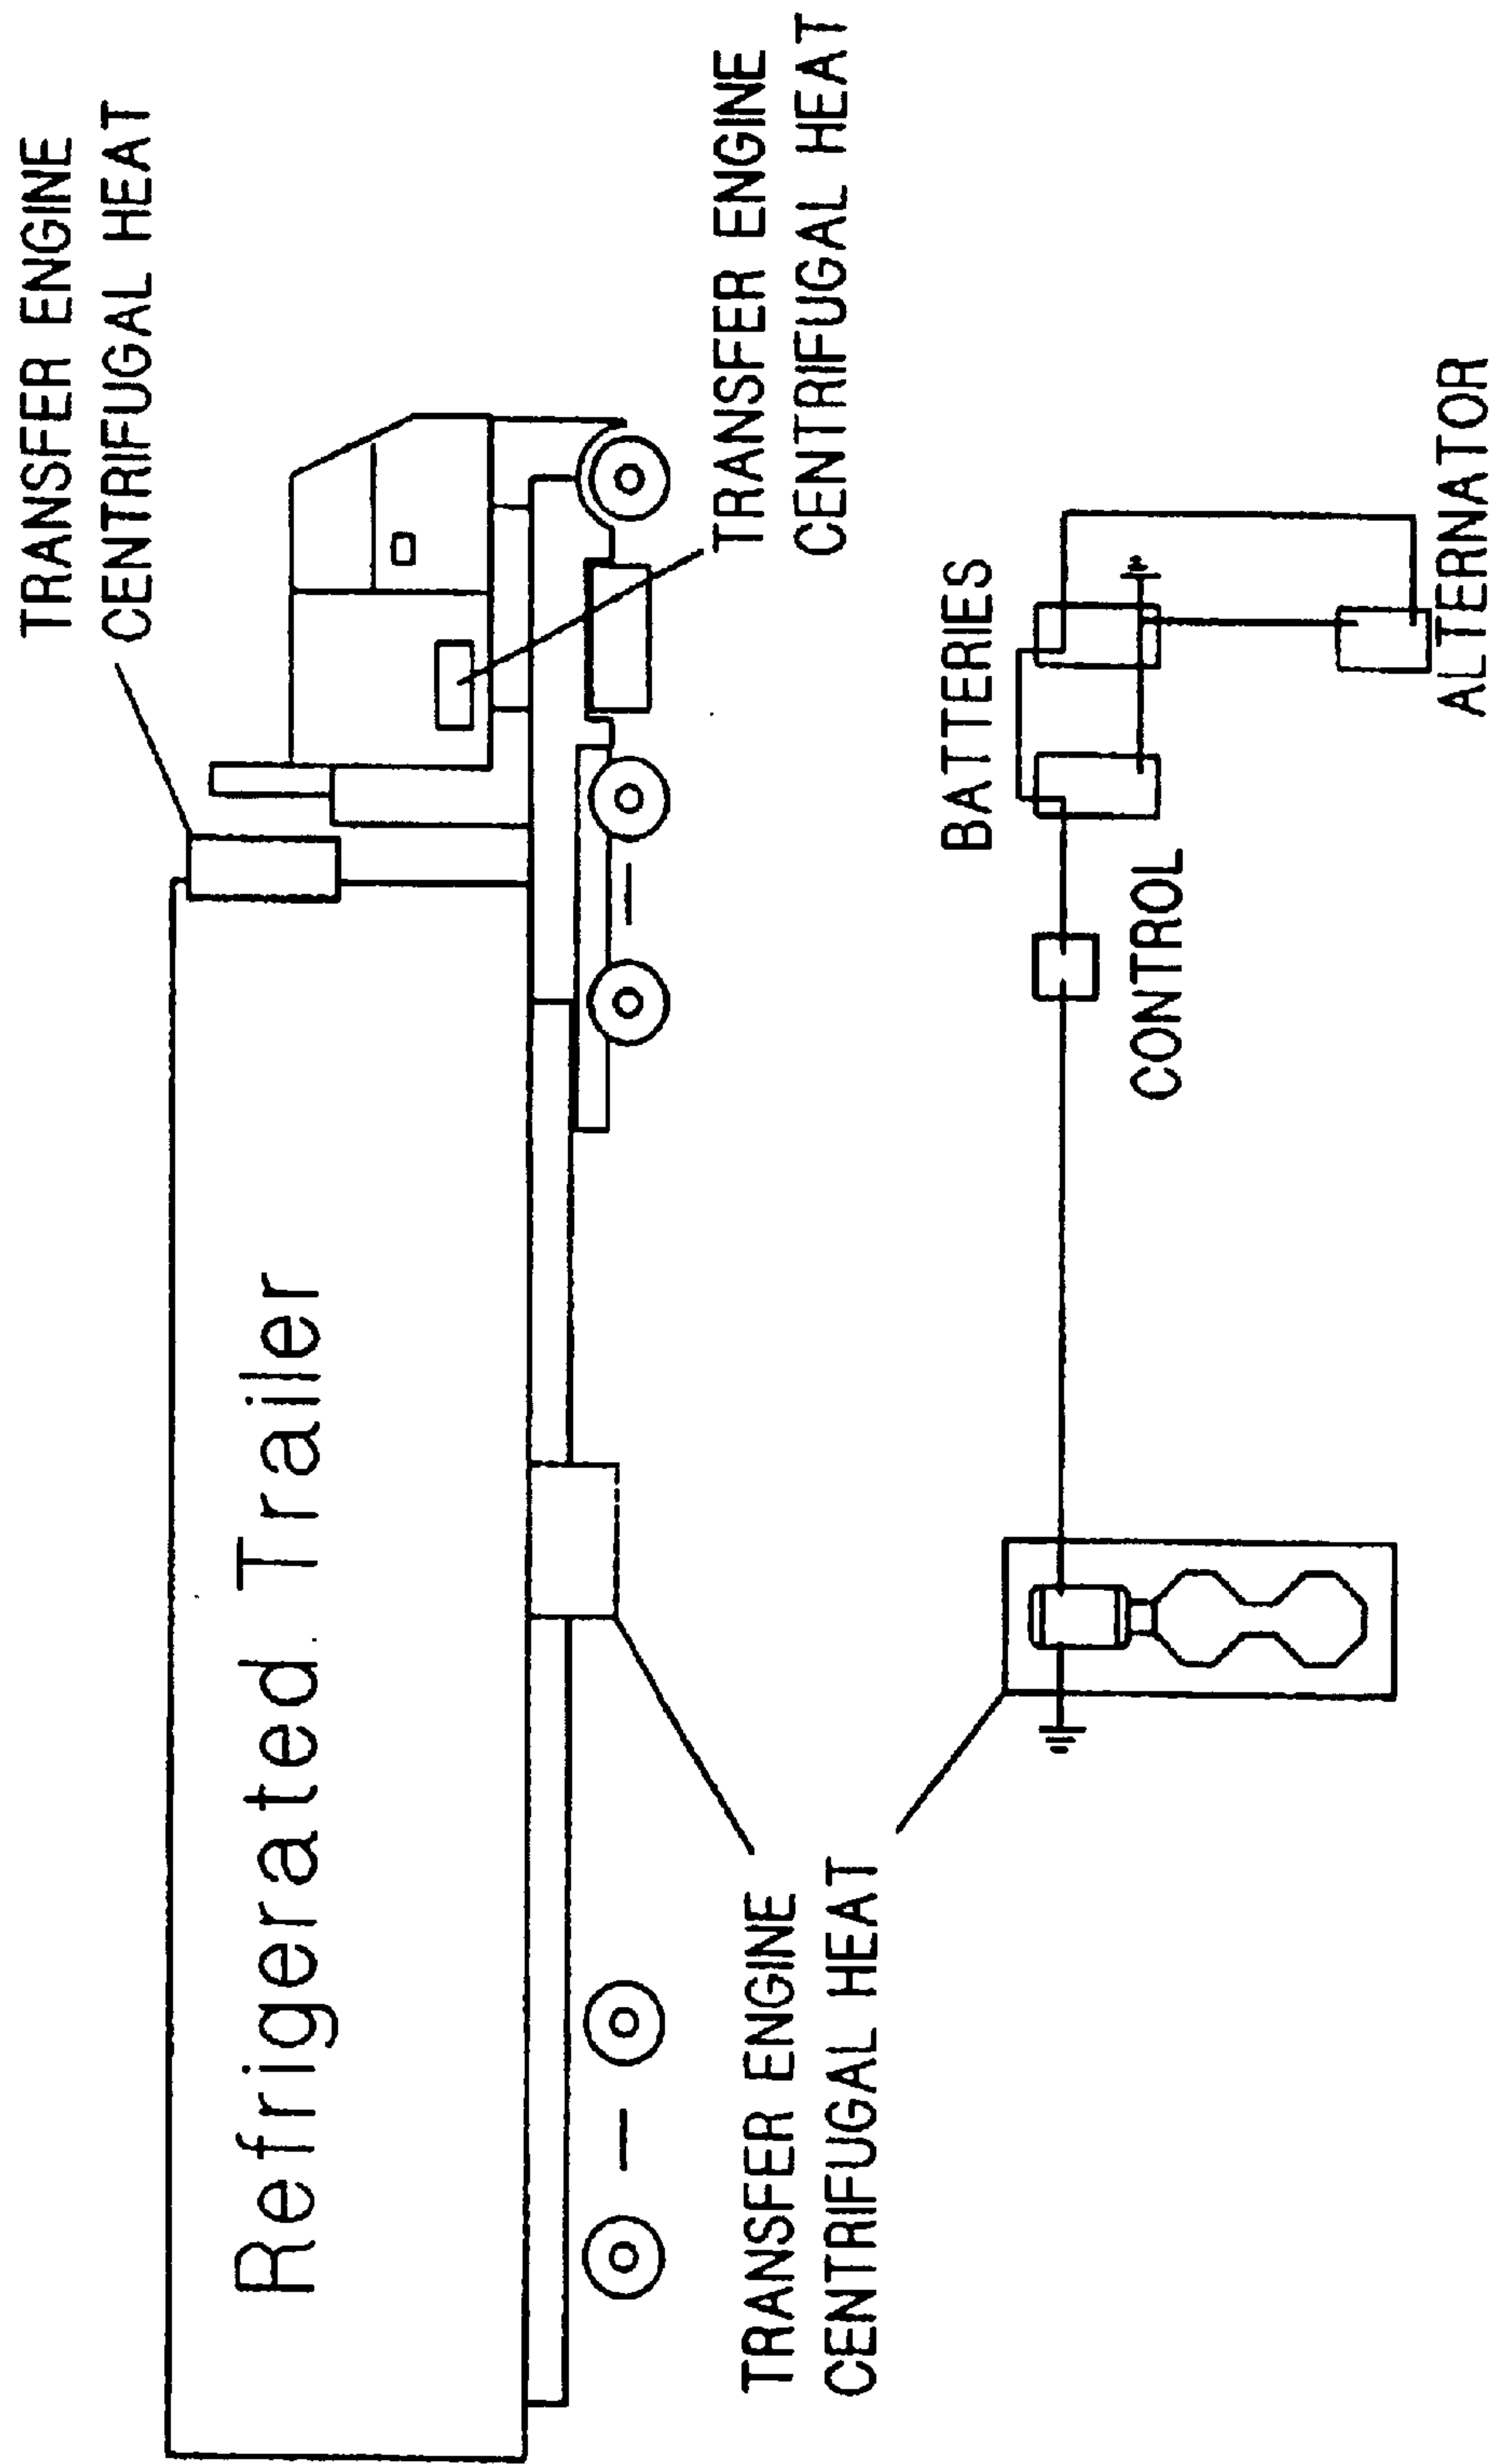 TRANSFER ENGINE
CENTRIFUGAL HEAT
Refrigerated Trailer
TRANSFER ENGINE
CENTRIFUGAL HEAT
TRANSFER ENGINE
CENTRIFUGAL HEAT
BATTERIES
CONTROL
ALTERNATOR